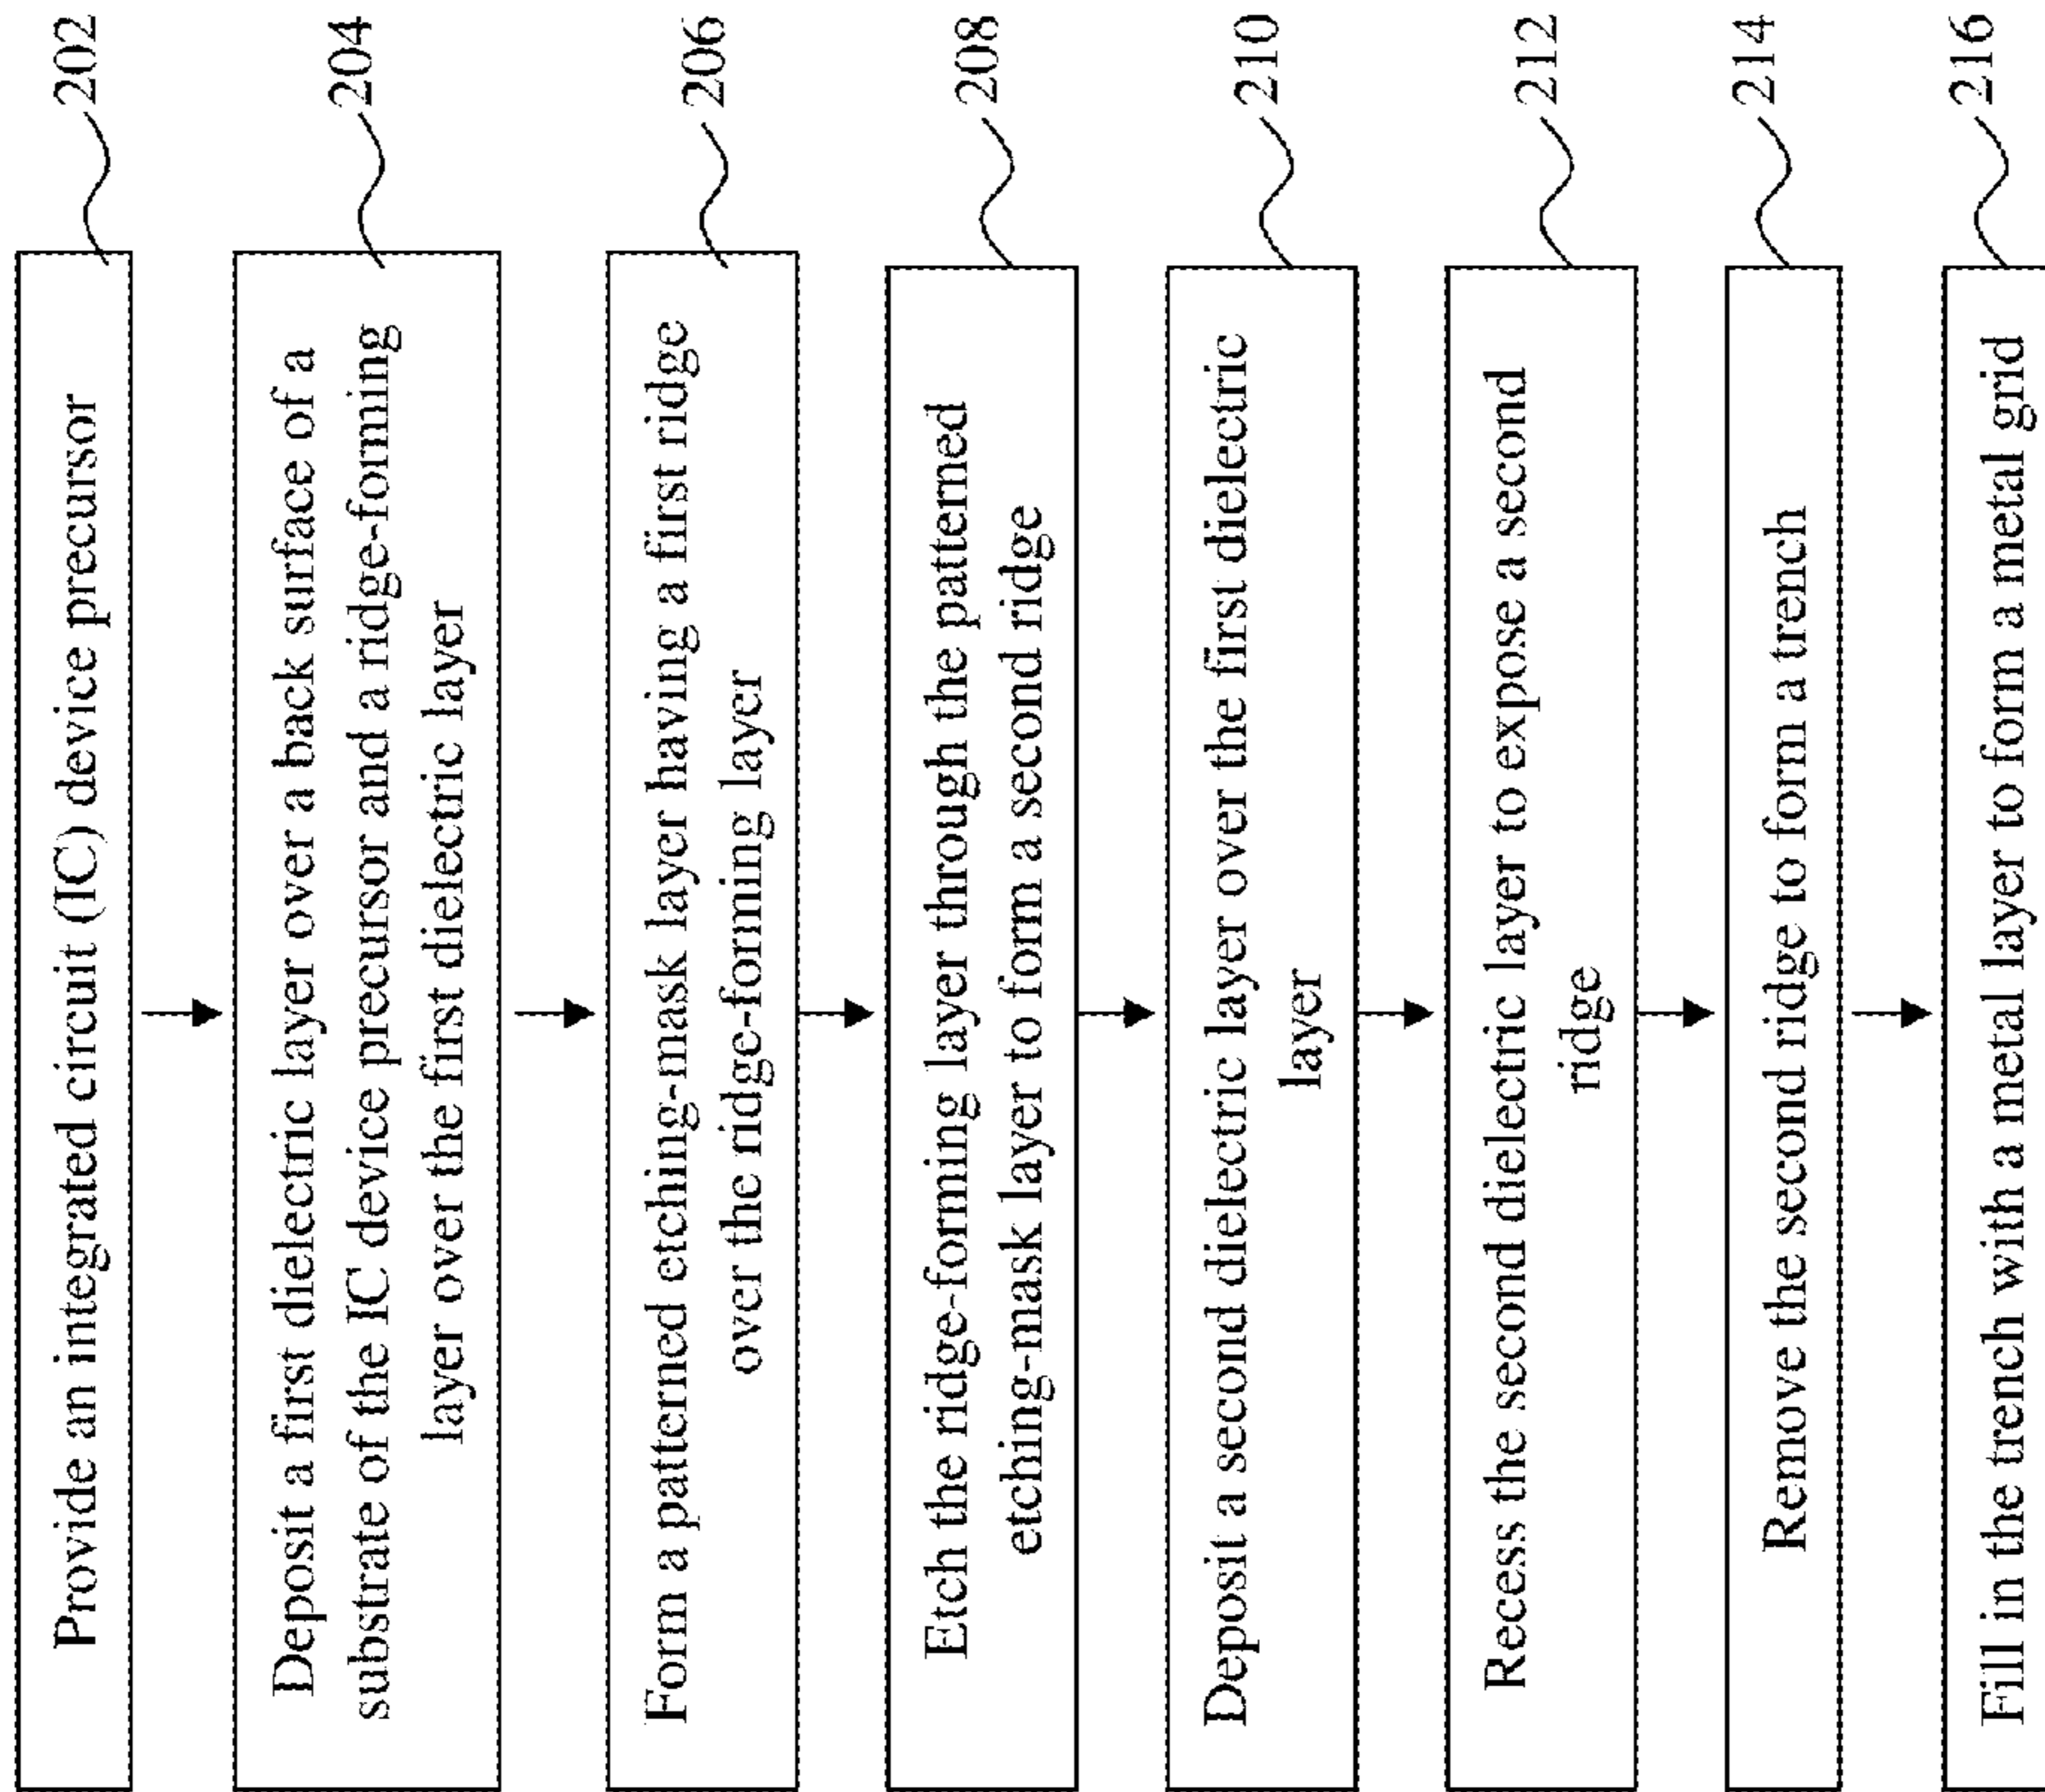 Provide an integrated circuit (IC) device precursor
202
Deposit a first dielectric layer over a back surface of a
substrate of the IC device precursor and a ridge-forming
layer over the first dielectric layer
204
Form a patterned etching-mask layer having a first ridge
over the ridge-forming layer
206
Etch the ridge-forming layer through the patterned
etching-mask layer to form a second ridge
208
Deposit a second dielectric layer over the first dielectric
layer
210
Recess the second dielectric layer to expose a second
ridge
212
Remove the second ridge to form a trench
214
Fill in the trench with a metal layer to form a metal grid
216